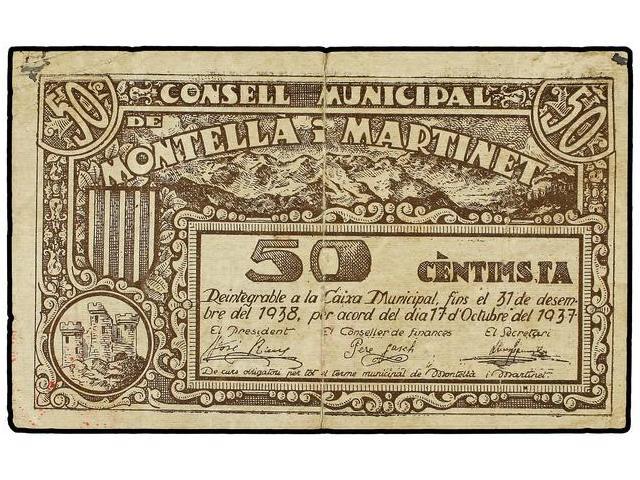 50
CONSELL MUNICIPAL
50
DE
MONTELLÀ i MARTINET
50 CÈNTIMS.PTA
Reintegrable a la Caixa Municipal, fins el 31 de desem-
bre del 1938, per acord del dia 17 d'Octubre del 1937
El President El Conseller de finances El Secretari
Pere
De curs obligatori per tot el terme municipal de Montellà i Martinet